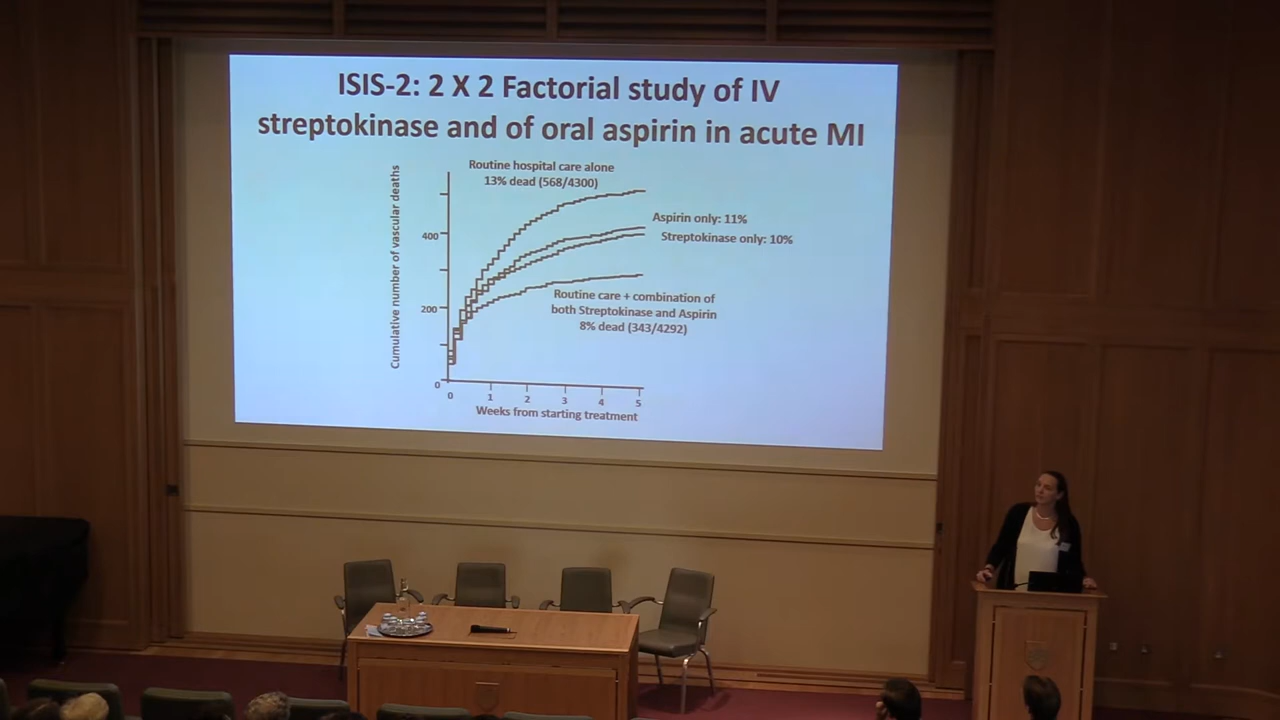 ISIS-2: 2 X 2 Factorial study of IV
streptokinase and of oral aspirin in acute MI
Routine hospital care alone
13% dead (568/4300)
Cumulative number of vascular deaths
Aspirin only: 11%
Streptokinase only: 10%
400
Routine care + combination of
both Streptokinase and Aspirin
8% dead (343/4292)
200
0
0 1 2 3 4 5
Weeks from starting treatment